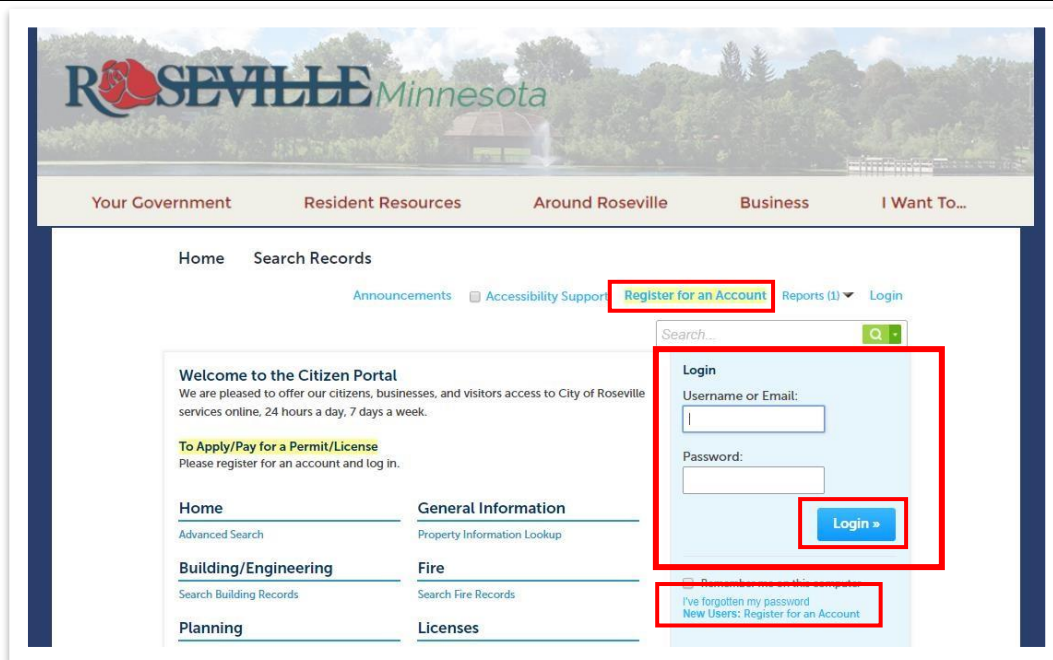 ROSEVILLE Minnesota
Your Government Resident Resources Around Roseville Business I Want To...
Home Search Records
Announcements Accessibility Support Register for an Account Reports (1) Login
Search...
Welcome to the Citizen Portal
We are pleased to offer our citizens, businesses, and visitors access to City of Roseville
services online, 24 hours a day, 7 days a week.
To Apply/Pay for a Permit/License
Please register for an account and log in.
Home
Advanced Search
General Information
Property Information Lookup
Building/Engineering
Search Building Records
Fire
Search Fire Records
Planning
Licenses
Login
Username or Email:
Password:
Login »
Remember me on this computer
I've forgotten my password
New Users: Register for an Account